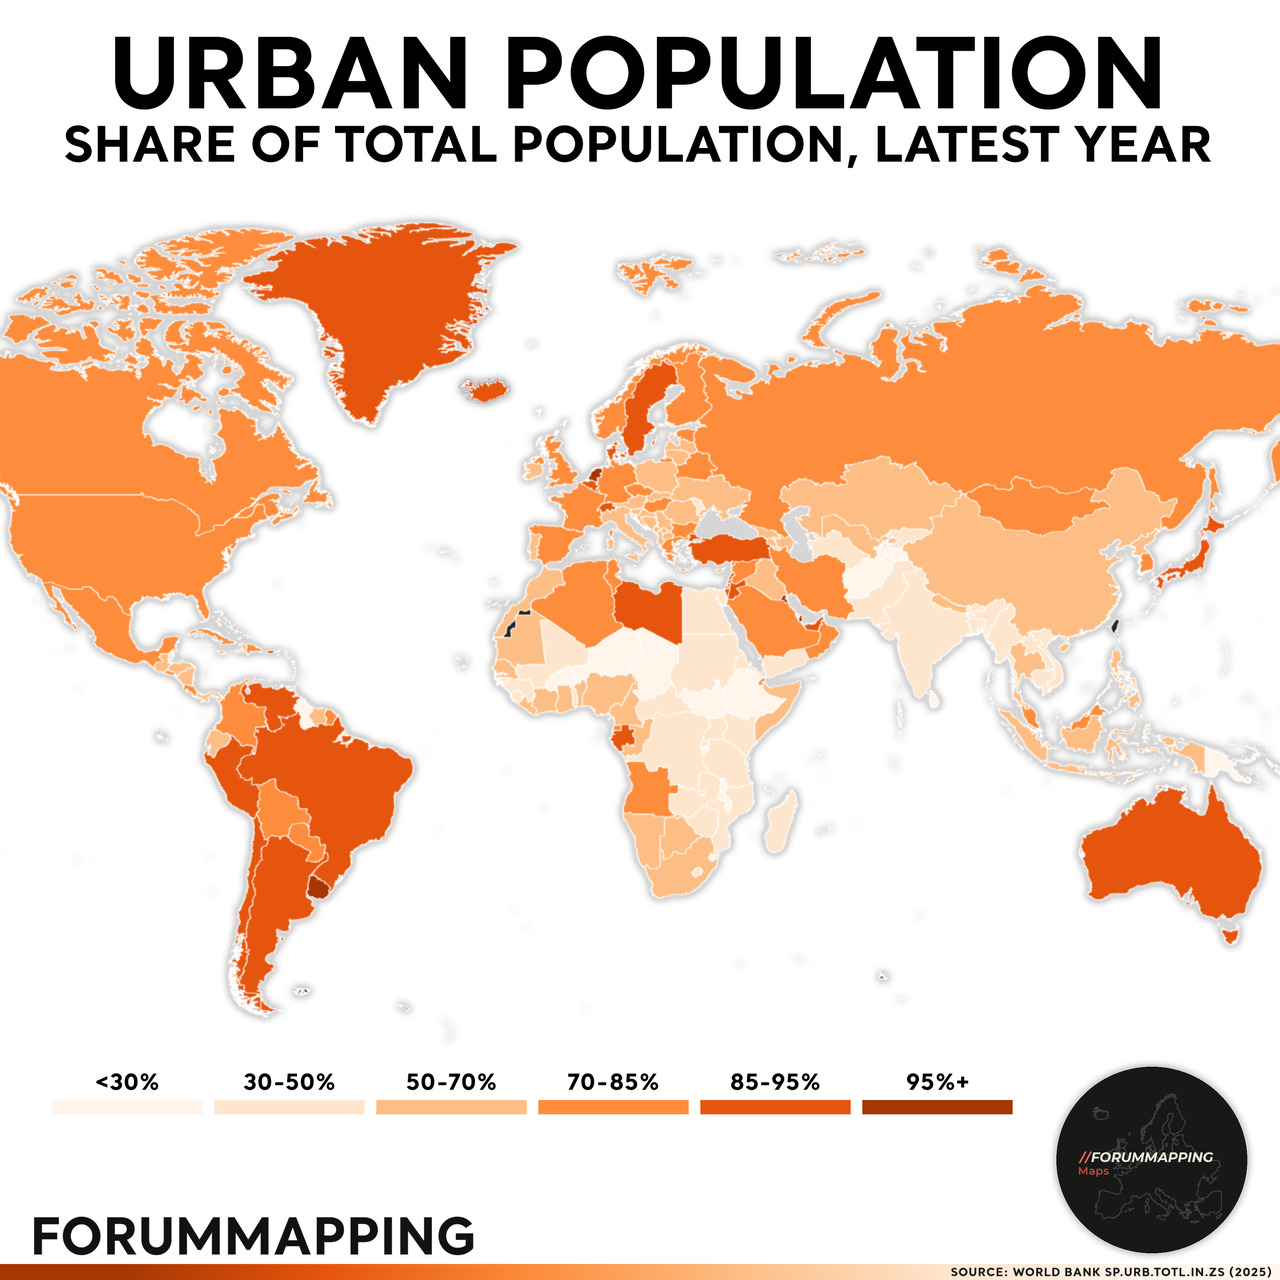 URBAN POPULATION
SHARE OF TOTAL POPULATION, LATEST YEAR
<30% 30-50% 50-70% 70-85% 85-95% 95%+
//FORUMMAPPING
Maps
FORUMMAPPING
SOURCE: WORLD BANK SP.URB.TOTL.IN.ZS (2025)